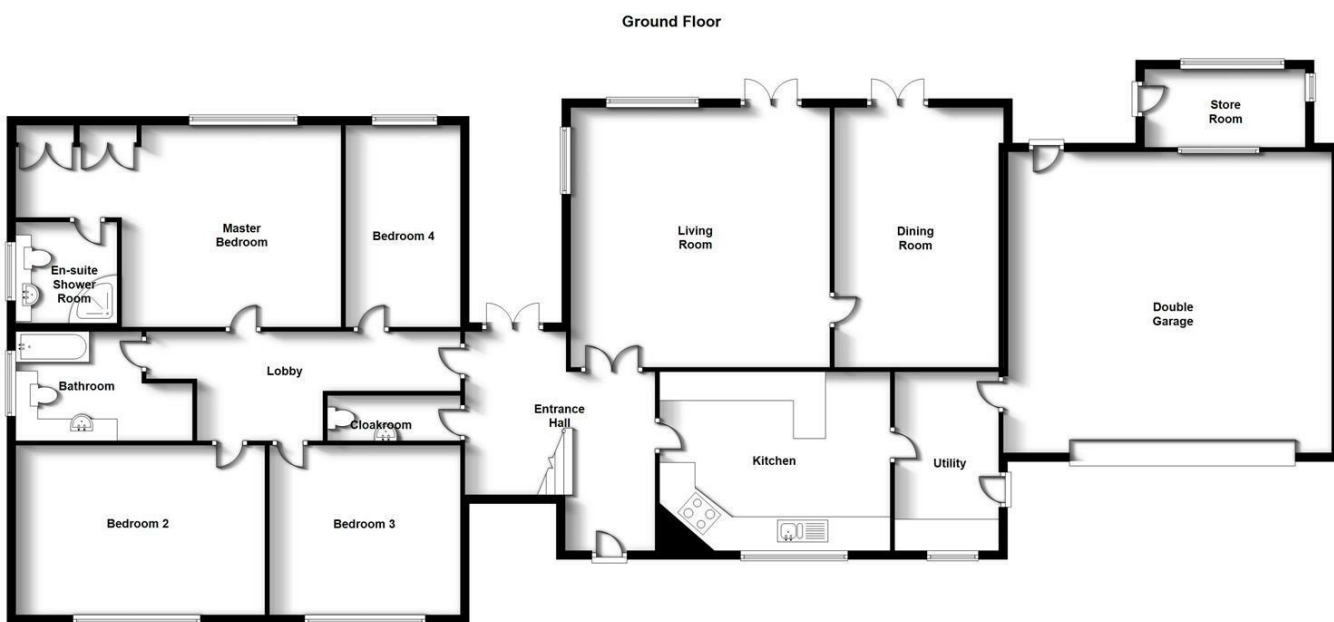 Ground Floor
Store
Room
Master
Bedroom
Bedroom 4
Living
Room
Dining
Room
En-suite
Shower
Room
Double
Garage
Bathroom
Lobby
Cloakroom
Entrance
Hall
Kitchen
Utility
Bedroom 2
Bedroom 3